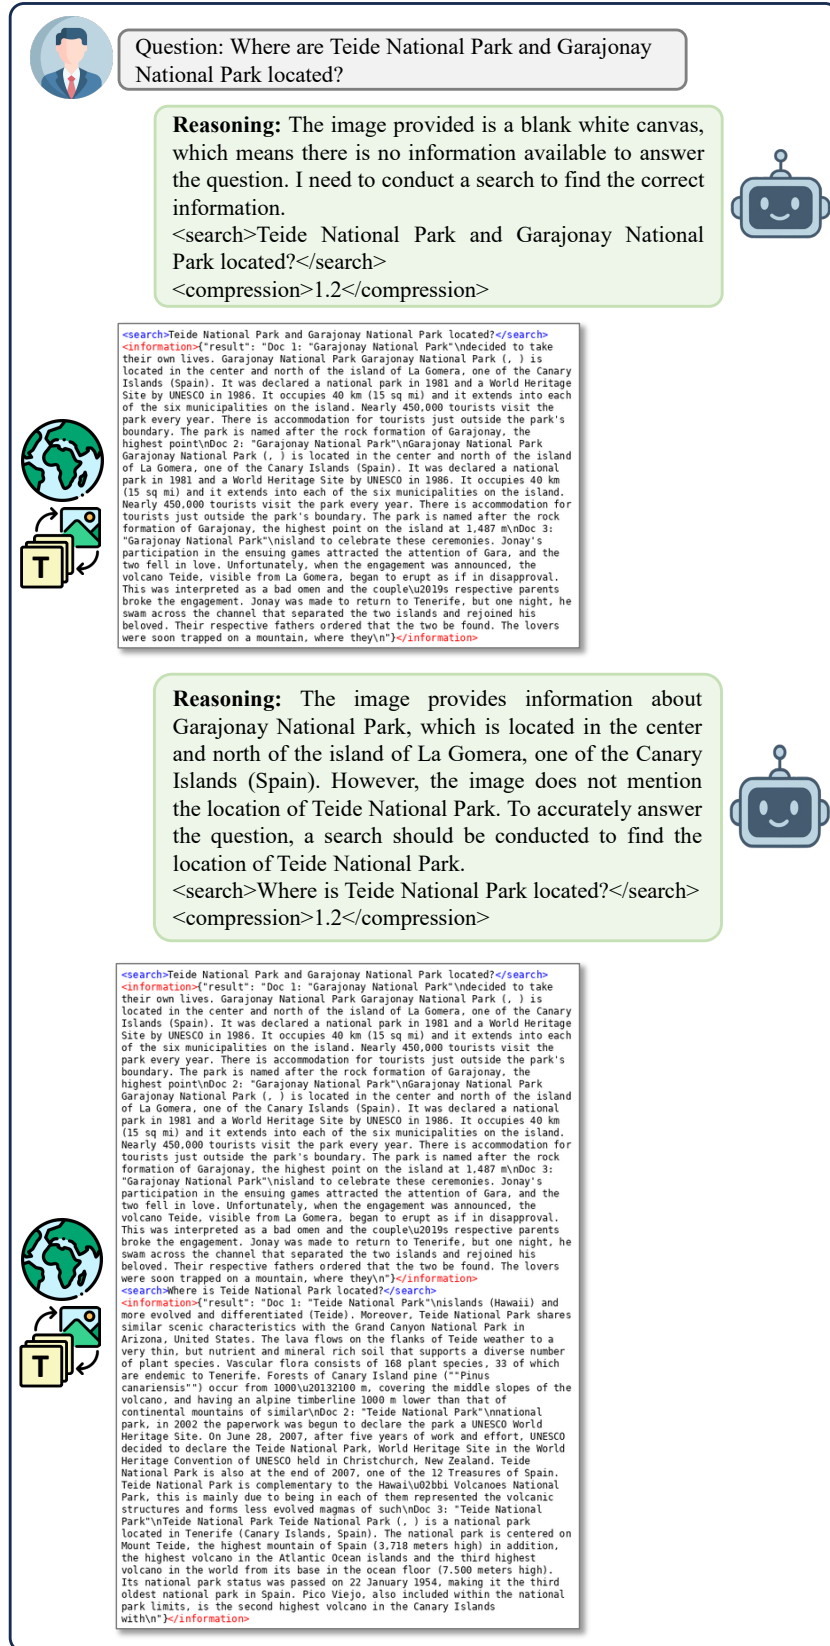 Question: Where are Teide National Park and Garajonay
National Park located?
Reasoning: The image provided is a blank white canvas,
which means there is no information available to answer
the question. I need to conduct a search to find the correct
information.
<search>Teide National Park and Garajonay National
Park located?</search>
<compression>1.2</compression>
<search>Teide National Park and Garajonay National Park located?</search>
<information>{"result": "Doc 1: "Garajonay National Park"\ndecided to take
their own lives. Garajonay National Park Garajonay National Park (, ) is
located in the center and north of the island of La Gomera, one of the Canary
Islands (Spain). It was declared a national park in 1981 and a World Heritage
Site by UNESCO in 1986. It occupies 40 km (15 sq mi) and it extends into each
of the six municipalities on the island. Nearly 450,000 tourists visit the
park every year. There is accommodation for tourists just outside the park's
boundary. The park is named after the rock formation of Garajonay, the
highest point\nDoc 2: "Garajonay National Park"\nGarajonay National Park
Garajonay National Park (, ) is located in the center and north of the island
of La Gomera, one of the Canary Islands (Spain). It was declared a national
park in 1981 and a World Heritage Site by UNESCO in 1986. It occupies 40 km
(15 sq mi) and it extends into each of the six municipalities on the island.
Nearly 450,000 tourists visit the park every year. There is accommodation for
tourists just outside the park's boundary. The park is named after the rock
formation of Garajonay, the highest point on the island at 1,487 m\nDoc 3:
"Garajonay National Park"\nisland to celebrate these ceremonies. Jonay's
participation in the ensuing games attracted the attention of Gara, and the
two fell in love. Unfortunately, when the engagement was announced, the
volcano Teide, visible from La Gomera, began to erupt as if in disapproval.
This was interpreted as a bad omen and the couple\u2019s respective parents
broke the engagement. Jonay was made to return to Tenerife, but one night, he
swam across the channel that separated the two islands and rejoined his
beloved. Their respective fathers ordered that the two be found. The lovers
were soon trapped on a mountain, where they\n"}</information>
T
Reasoning: The image provides information about
Garajonay National Park, which is located in the center
and north of the island of La Gomera, one of the Canary
Islands (Spain). However, the image does not mention
the location of Teide National Park. To accurately answer
the question, a search should be conducted to find the
location of Teide National Park.
<search>Where is Teide National Park located?</search>
<compression>1.2</compression>
<search>Teide National Park and Garajonay National Park located?</search>
<information>{"result": "Doc 1: "Garajonay National Park"\ndecided to take
their own lives. Garajonay National Park Garajonay National Park (, ) is
located in the center and north of the island of La Gomera, one of the Canary
Islands (Spain). It was declared a national park in 1981 and a World Heritage
Site by UNESCO in 1986. It occupies 40 km (15 sq mi) and it extends into each
of the six municipalities on the island. Nearly 450,000 tourists visit the
park every year. There is accommodation for tourists just outside the park's
boundary. The park is named after the rock formation of Garajonay, the
highest point\nDoc 2: "Garajonay National Park"\nGarajonay National Park
Garajonay National Park (, ) is located in the center and north of the island
of La Gomera, one of the Canary Islands (Spain). It was declared a national
park in 1981 and a World Heritage Site by UNESCO in 1986. It occupies 40 km
(15 sq mi) and it extends into each of the six municipalities on the island.
Nearly 450,000 tourists visit the park every year. There is accommodation for
tourists just outside the park's boundary. The park is named after the rock
formation of Garajonay, the highest point on the island at 1,487 m\nDoc 3:
"Garajonay National Park"\nisland to celebrate these ceremonies. Jonay's
participation in the ensuing games attracted the attention of Gara, and the
two fell in love. Unfortunately, when the engagement was announced, the
volcano Teide, visible from La Gomera, began to erupt as if in disapproval.
This was interpreted as a bad omen and the couple\u2019s respective parents
broke the engagement. Jonay was made to return to Tenerife, but one night, he
swam across the channel that separated the two islands and rejoined his
beloved. Their respective fathers ordered that the two be found. The lovers
were soon trapped on a mountain, where they\n"}</information>
<search>Where is Teide National Park located?</search>
<information>{"result": "Doc 1: "Teide National Park"\nislands (Hawaii) and
more evolved and differentiated (Teide). Moreover, Teide National Park shares
similar scenic characteristics with the Grand Canyon National Park in
Arizona, United States. The lava flows on the flanks of Teide weather to a
very thin, but nutrient and mineral rich soil that supports a diverse number
of plant species. Vascular flora consists of 168 plant species, 33 of which
are endemic to Tenerife. Forests of Canary Island pine (""Pinus
canariensis"") occur from 1000\u20132100 m, covering the middle slopes of the
volcano, and having an alpine timberline 1000 m lower than that of
continental mountains of similar\nDoc 2: "Teide National Park"\nnational
park, in 2002 the paperwork was begun to declare the park a UNESCO World
Heritage Site. On June 28, 2007, after five years of work and effort, UNESCO
decided to declare the Teide National Park, World Heritage Site in the World
Heritage Convention of UNESCO held in Christchurch, New Zealand. Teide
National Park is also at the end of 2007, one of the 12 Treasures of Spain.
Teide National Park is complementary to the Hawai\u02bbi Volcanoes National
Park, this is mainly due to being in each of them represented the volcanic
structures and forms less evolved magmas of such\nDoc 3: "Teide National
Park"\nTeide National Park Teide National Park (, ) is a national park
located in Tenerife (Canary Islands, Spain). The national park is centered on
Mount Teide, the highest mountain of Spain (3,718 meters high) in addition,
the highest volcano in the Atlantic Ocean islands and the third highest
volcano in the world from its base in the ocean floor (7.500 meters high).
Its national park status was passed on 22 January 1954, making it the third
oldest national park in Spain. Pico Viejo, also included within the national
park limits, is the second highest volcano in the Canary Islands
with\n"}</information>
T